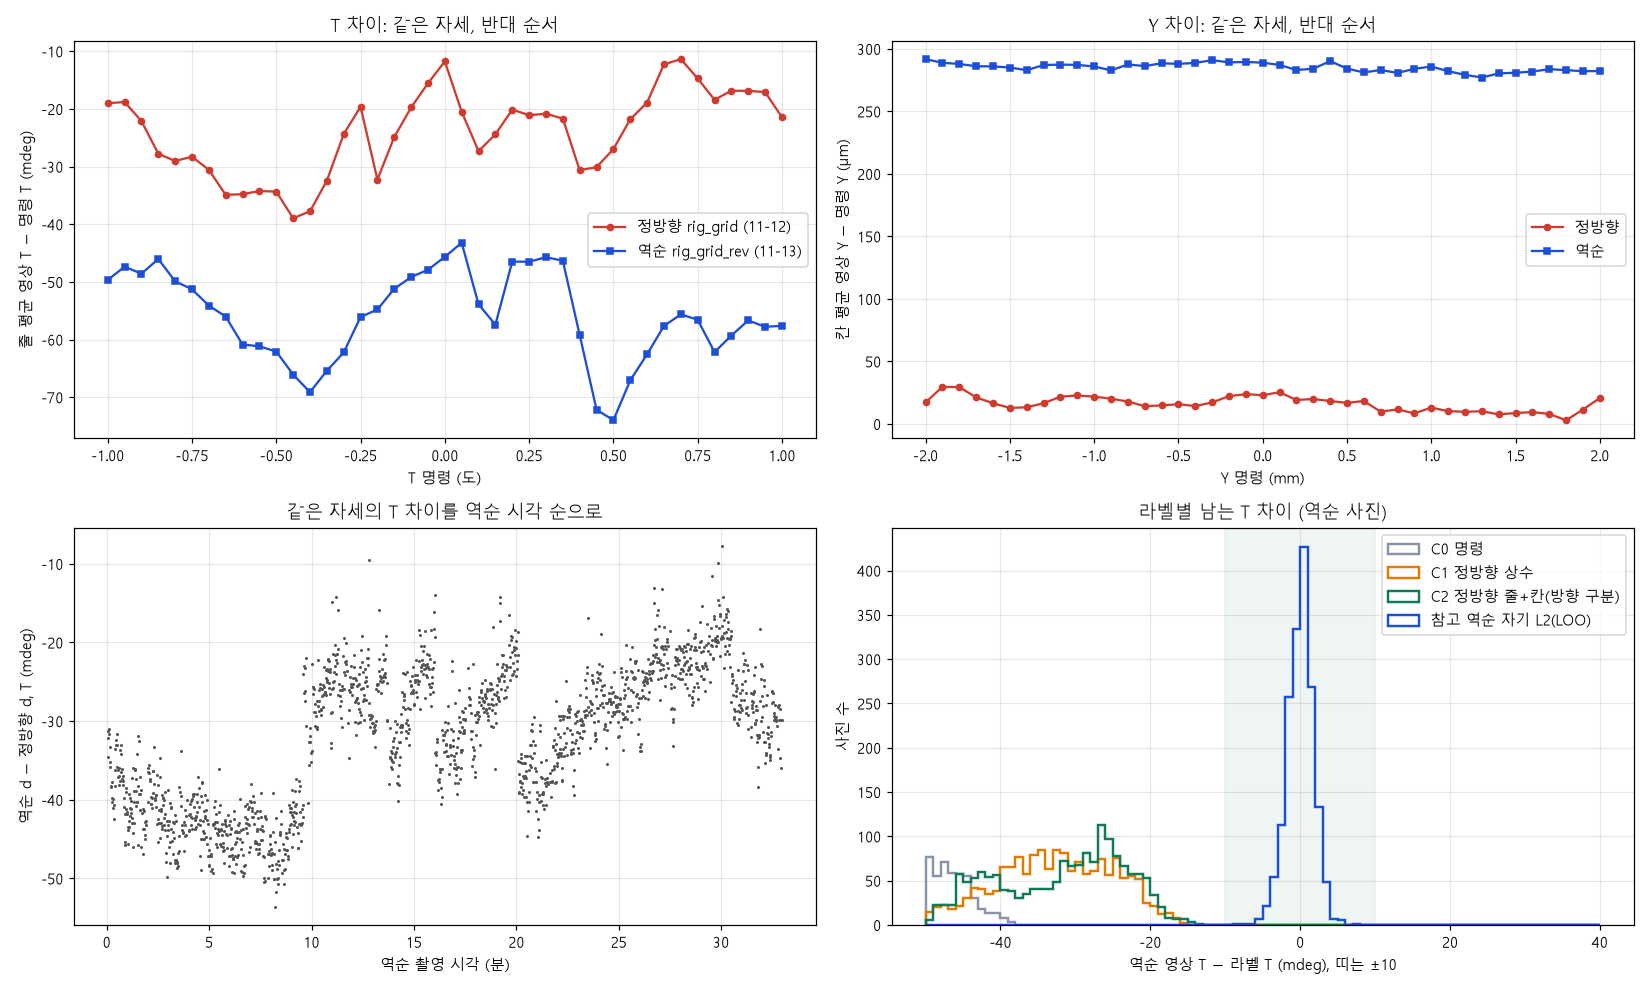 T 차이: 같은 자세, 반대 순서
줄 평균 영상 T − 명령 T (mdeg)
-10
-20
-30
-40
-50
-60
-70
정방향 rig_grid (11-12)
역순 rig_grid_rev (11-13)
-1.00 -0.75 -0.50 -0.25 0.00 0.25 0.50 0.75 1.00
T 명령 (도)
Y 차이: 같은 자세, 반대 순서
칸 평균 영상 Y − 명령 Y (µm)
300
250
200
150
100
50
0
정방향
역순
-2.0 -1.5 -1.0 -0.5 0.0 0.5 1.0 1.5 2.0
Y 명령 (mm)
같은 자세의 T 차이를 역순 시각 순으로
역순 d − 정방향 d, T (mdeg)
-10
-20
-30
-40
-50
0 5 10 15 20 25 30
역순 촬영 시각 (분)
라벨별 남는 T 차이 (역순 사진)
사진 수
400
350
300
250
200
150
100
50
0
C0 명령
C1 정방향 상수
C2 정방향 줄+칸(방향 구분)
참고 역순 자기 L2(LOO)
-40 -20 0 20 40
역순 영상 T − 라벨 T (mdeg), 띠는 ±10